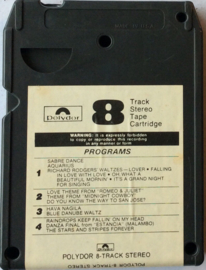 Polydor
8
Track
Stereo
Tape
Cartridge
WARNING: It is expressly forbidden
to copy or reproduce this recording
in any manner or form
PROGRAMS
1
SABRE DANCE
AQUARIUS
RICHARD RODGERS WALTZES—LOVER • FALLING
IN LOVE WITH LOVE • OH WHAT A
BEAUTIFUL MORNIN' • IT'S A GRAND NIGHT
FOR SINGING
2
LOVE THEME FROM "ROMEO & JULIET"
THEME FROM "MIDNIGHT COWBOY"
DO YOU KNOW THE WAY TO SAN JOSE?
3
HAVA NAGILA
BLUE DANUBE WALTZ
4
RAINDROPS KEEP FALLIN' ON MY HEAD
DANZA FINAL from "ESTANCIA" (MALAMBO)
THE STARS AND STRIPES FOREVER
POLYDOR 8-TRACK STEREO